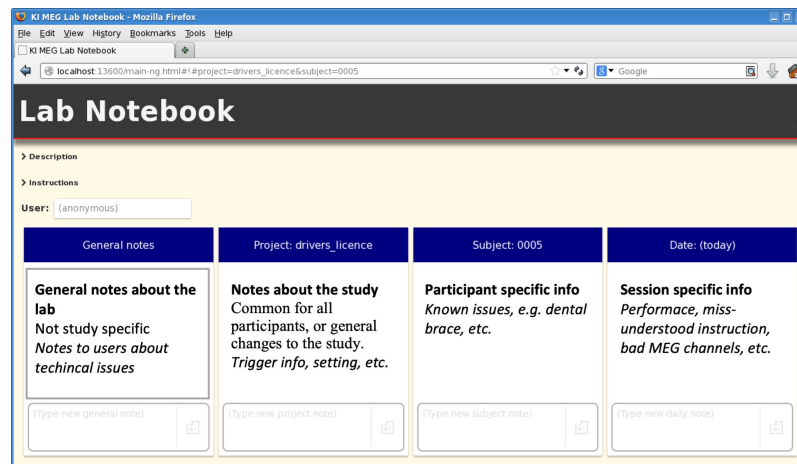 KI MEG Lab Notebook - Mozilla Firefox
File Edit View History Bookmarks Tools Help
KI MEG Lab Notebook
localhost:13600/main-ng.html#!#project=drivers_licence&subject=0005
Google
Lab Notebook
Description
Instructions
User: (anonymous)
General notes
General notes about the
lab
Not study specific
Notes to users about
techincal issues
(Type new general note)
Project: drivers_licence
Notes about the study
Common for all
participants, or general
changes to the study.
Trigger info, setting, etc.
(Type new project note)
Subject: 0005
Participant specific info
Known issues, e.g. dental
brace, etc.
(Type new subject note)
Date: (today)
Session specific info
Performace, miss-
understood instruction,
bad MEG channels, etc.
(Type new daily note)